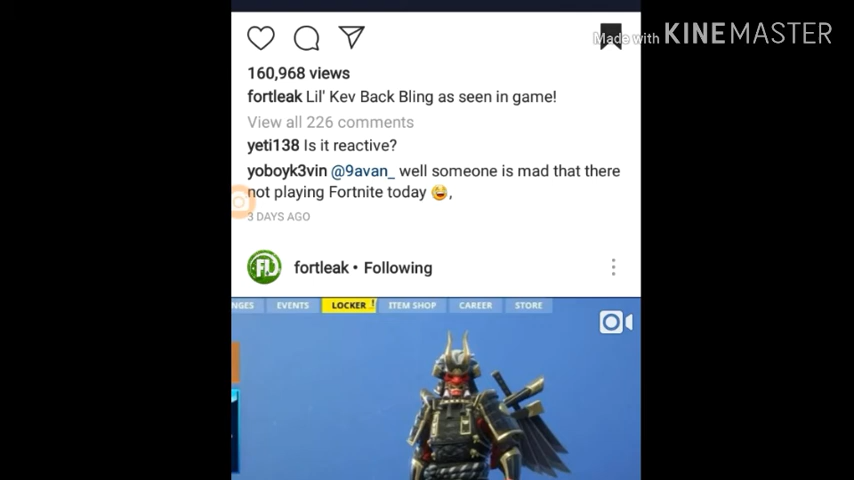 Made with KINEMASTER
160,968 views
fortleak Lil' Kev Back Bling as seen in game!
View all 226 comments
yeti138 Is it reactive?
yoboyk3vin @9avan_ well someone is mad that there
not playing Fortnite today 😂,
3 DAYS AGO
FL
fortleak • Following
NGES EVENTS LOCKER ! ITEM SHOP CAREER STORE